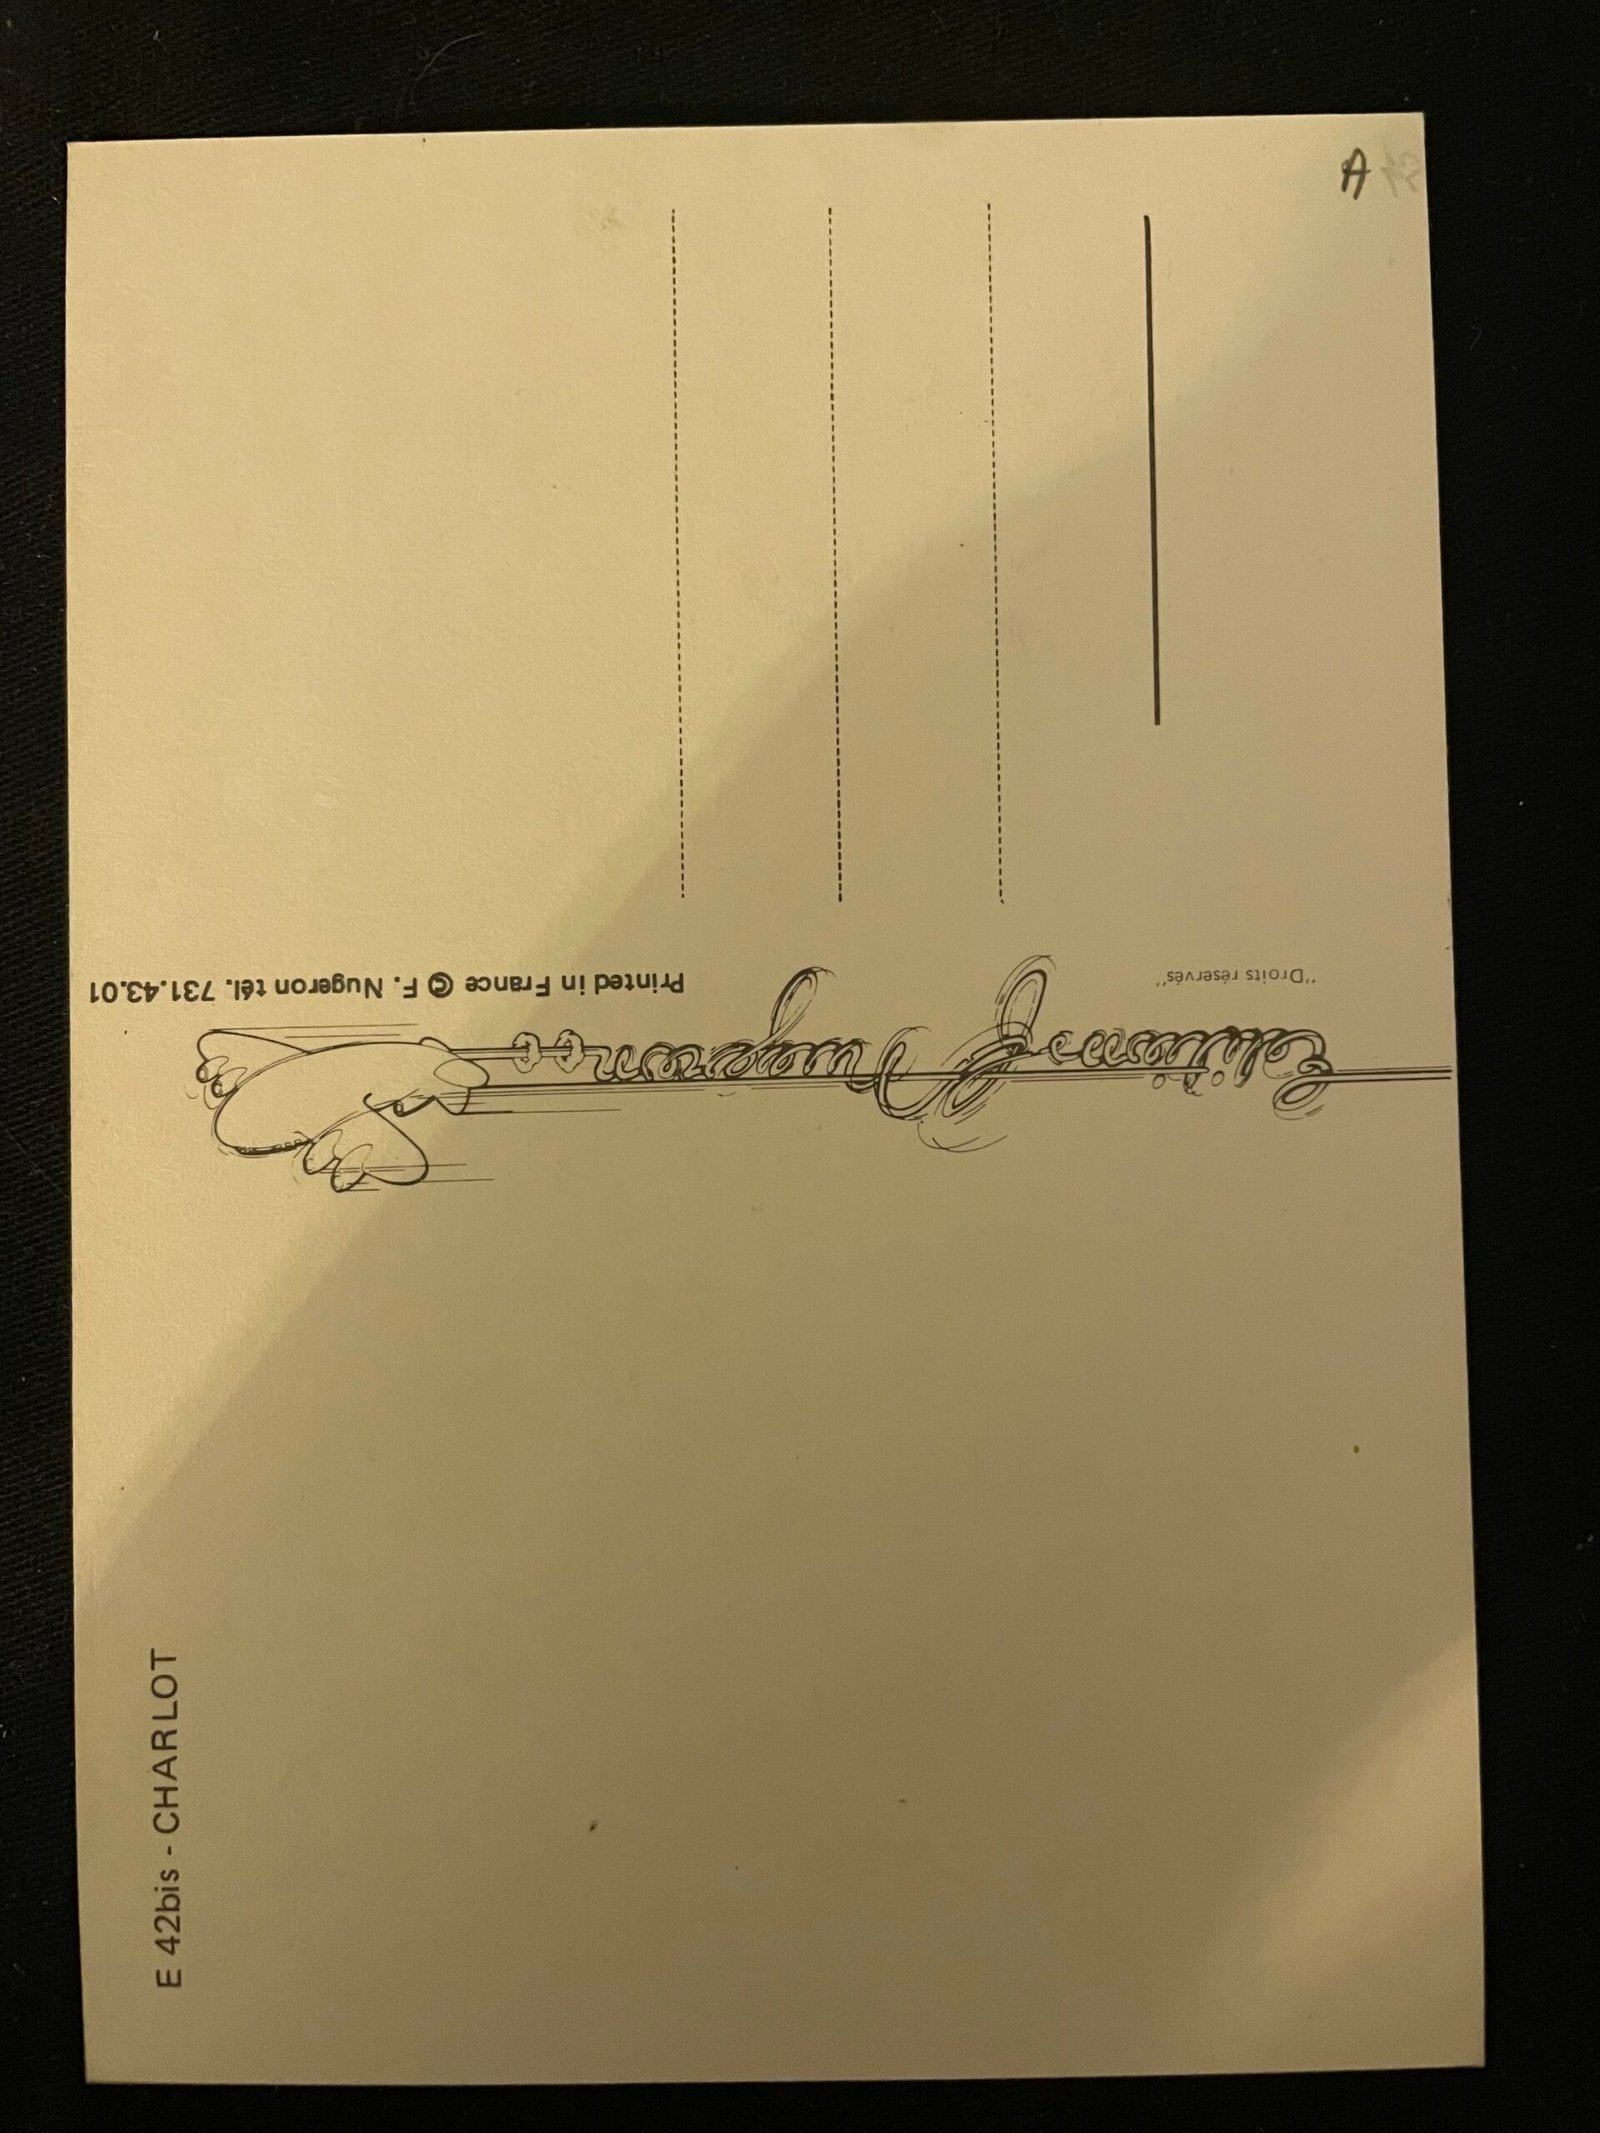 E 42bis - CHARLOT
"Droits réservés"
Editions F. Nugeron
Printed in France © F. Nugeron tél. 731.43.01
A